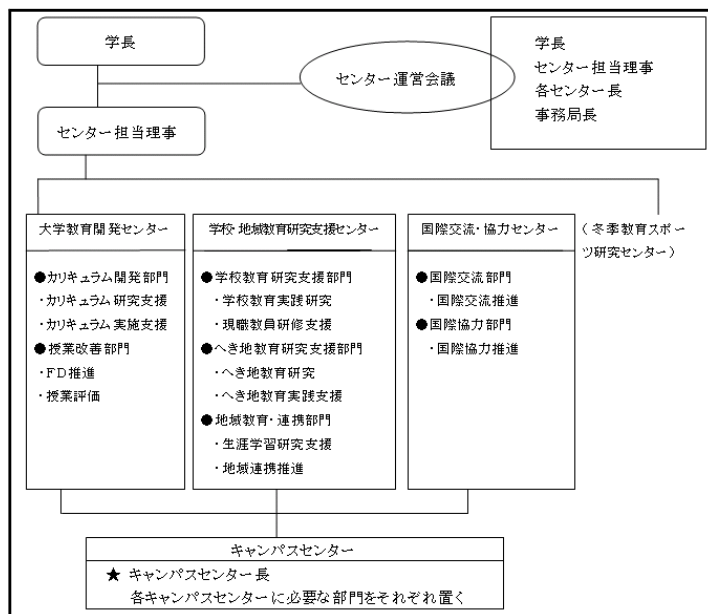 学長
センター運営会議
学長
センター担当理事
各センター長
事務局長
センター担当理事
大学教育開発センター
●カリキュラム開発部門
・カリキュラム研究支援
・カリキュラム実施支援
●授業改善部門
・FD推進
・授業評価
学校・地域教育研究支援センター
●学校教育研究支援部門
・学校教育実践研究
・現職教員研修支援
●へき地教育研究支援部門
・へき地教育研究
・へき地教育実践支援
●地域教育・連携部門
・生涯学習研究支援
・地域連携推進
国際交流・協力センター
●国際交流部門
・国際交流推進
●国際協力部門
・国際協力推進
(冬季教育スポー
ツ研究センター)
キャンパスセンター
★ キャンパスセンター長
各キャンパスセンターに必要な部門をそれぞれ置く